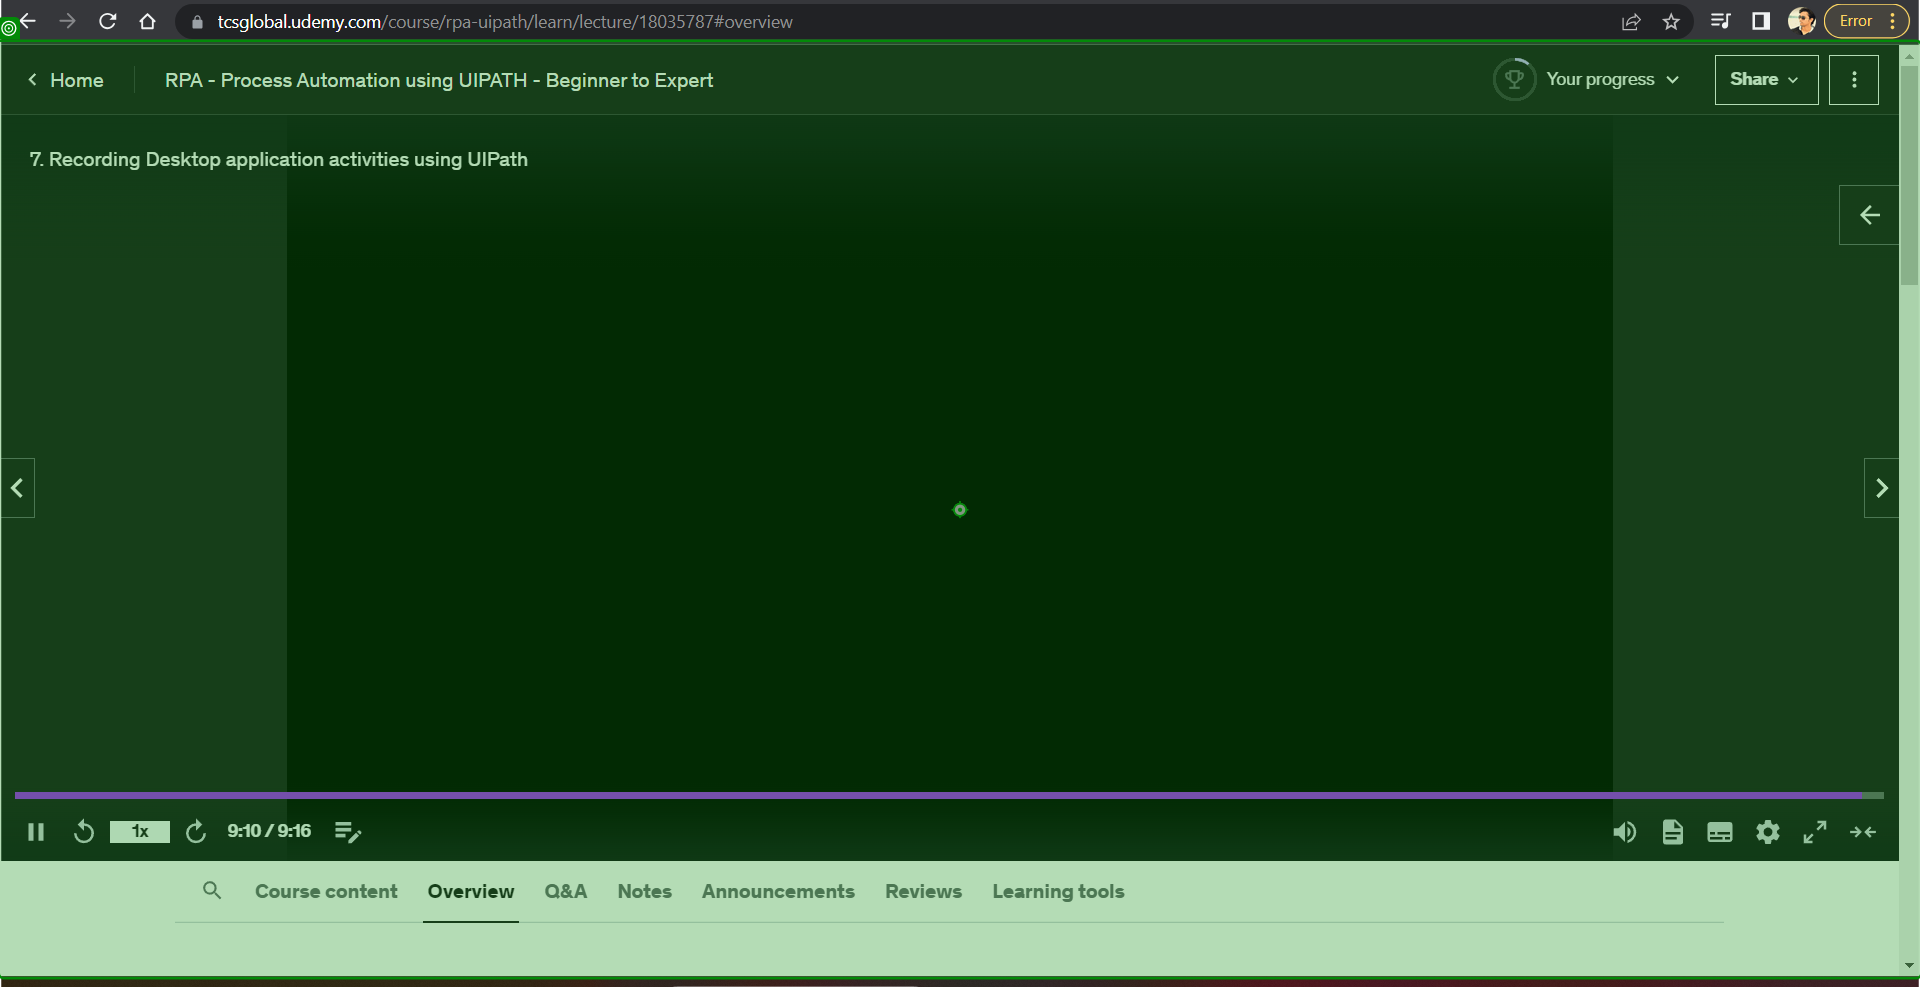 tcsglobal.udemy.com/course/rpa-uipath/learn/lecture/18035787#overview
Error
Home
RPA - Process Automation using UIPATH - Beginner to Expert
Your progress
Share
7. Recording Desktop application activities using UIPath
1x
9:10 / 9:16
Course content
Overview
Q&A
Notes
Announcements
Reviews
Learning tools